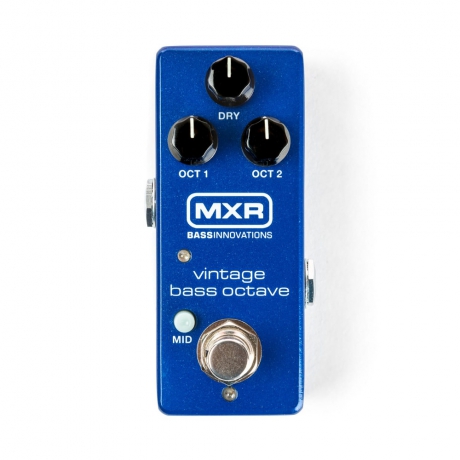 DRY
OCT 1 OCT 2
MXR
BASSINNOVATIONS
vintage
bass octave
MID